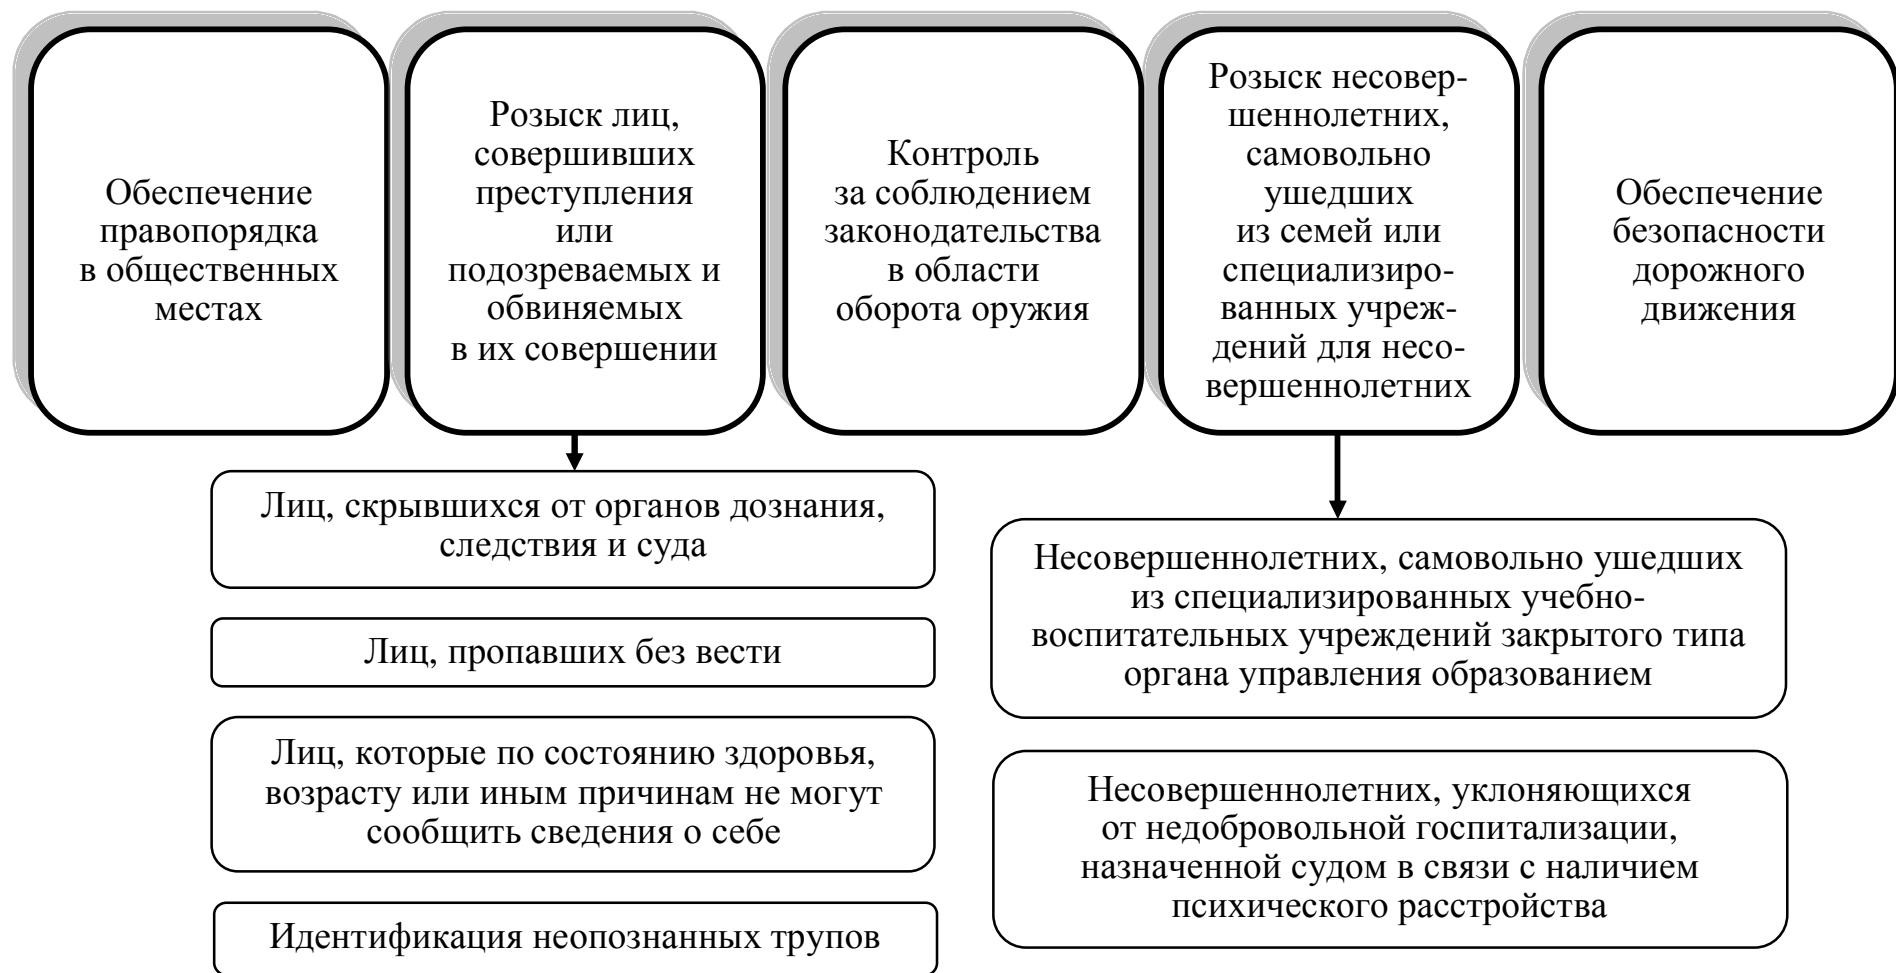 Обеспечение
правопорядка
в общественных
местах
Розыск лиц,
совершивших
преступления
или
подозреваемых и
обвиняемых
в их совершении
Контроль
за соблюдением
законодательства
в области
оборота оружия
Розыск несовер-
шеннолетних,
самовольно
ушедших
из семей или
специализиро-
ванных учреж-
дений для несо-
вершеннолетних
Обеспечение
безопасности
дорожного
движения
Лиц, скрывшихся от органов дознания,
следствия и суда
Лиц, пропавших без вести
Лиц, которые по состоянию здоровья,
возрасту или иным причинам не могут
сообщить сведения о себе
Идентификация неопознанных трупов
Несовершеннолетних, самовольно ушедших
из специализированных учебно-
воспитательных учреждений закрытого типа
органа управления образованием
Несовершеннолетних, уклоняющихся
от недобровольной госпитализации,
назначенной судом в связи с наличием
психического расстройства